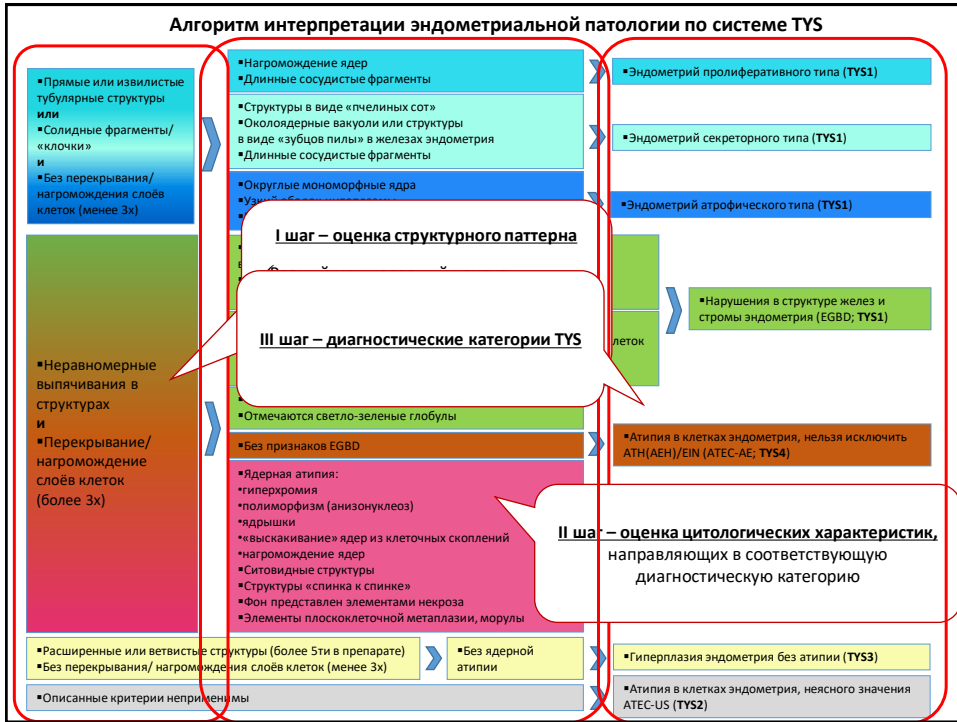 Алгоритм интерпретации эндометриальной патологии по системе TYS
▪Прямые или извилистые
тубулярные структуры
или
▪Солидные фрагменты/
«клочки»
и
▪Без перекрывания/
нагромождения слоёв
клеток (менее 3х)
▪Нагромождение ядер
▪Длинные сосудистые фрагменты
▪Эндометрий пролиферативного типа (TYS1)
▪Структуры в виде «пчелиных сот»
▪Околоядерные вакуоли или структуры
в виде «зубцов пилы» в железах эндометрия
▪Длинные сосудистые фрагменты
▪Эндометрий секреторного типа (TYS1)
▪Округлые мономорфные ядра
▪Эндометрий атрофического типа (TYS1)
I шаг – оценка структурного паттерна
III шаг – диагностические категории TYS
леток
▪Нарушения в структуре желез и
стромы эндометрия (EGBD; TYS1)
▪Неравномерные
выпячивания в
структурах
и
▪Перекрывание/
нагромождение
слоёв клеток
(более 3х)
▪Отмечаются светло-зеленые глобулы
▪Без признаков EGBD
▪Атипия в клетках эндометрия, нельзя исключить
ATH(AEH)/EIN (ATEC-AE; TYS4)
▪Ядерная атипия:
•гиперхромия
•полиморфизм (анизонуклеоз)
•ядрышки
•«выскакивание» ядер из клеточных скоплений
•нагромождение ядер
▪Ситовидные структуры
▪Структуры «спинка к спинке»
▪Фон представлен элементами некроза
▪Элементы плоскоклеточной метаплазии, морулы
II шаг – оценка цитологических характеристик,
направляющих в соответствующую
диагностическую категорию
▪Расширенные или ветвистые структуры (более 5ти в препарате)
▪Без перекрывания/ нагромождения слоёв клеток (менее 3х)
▪Без ядерной
атипии
▪Гиперплазия эндометрия без атипии (TYS3)
▪Описанные критерии неприменимы
▪Атипия в клетках эндометрия, неясного значения
ATEC-US (TYS2)